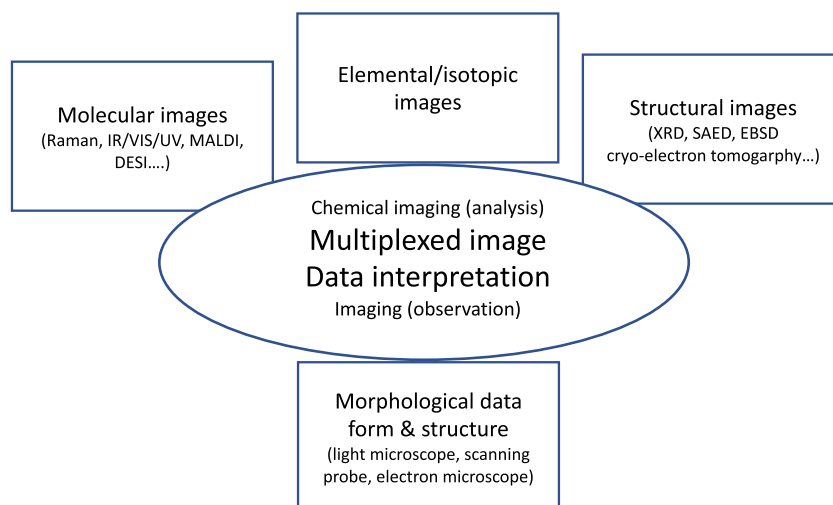 Elemental/isotopic
images
Molecular images
(Raman, IR/VIS/UV, MALDI,
DESI....)
Structural images
(XRD, SAED, EBSD
cryo-electron tomogarphy...)
Chemical imaging (analysis)
Multiplexed image
Data interpretation
Imaging (observation)
Morphological data
form & structure
(light microscope, scanning
probe, electron microscope)